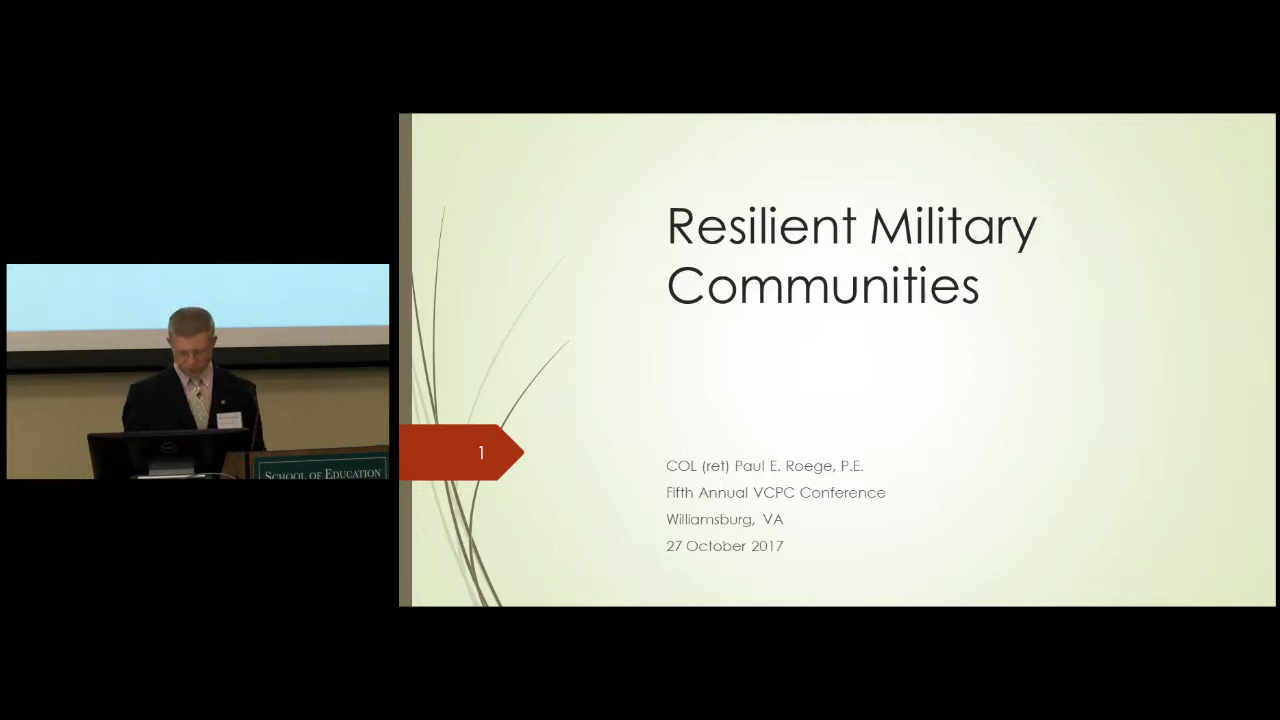 Resilient Military
Communities
1
COL (ret) Paul E. Roege, P.E.
Fifth Annual VCPC Conference
Williamsburg, VA
27 October 2017
SCHOOL OF EDUCATION